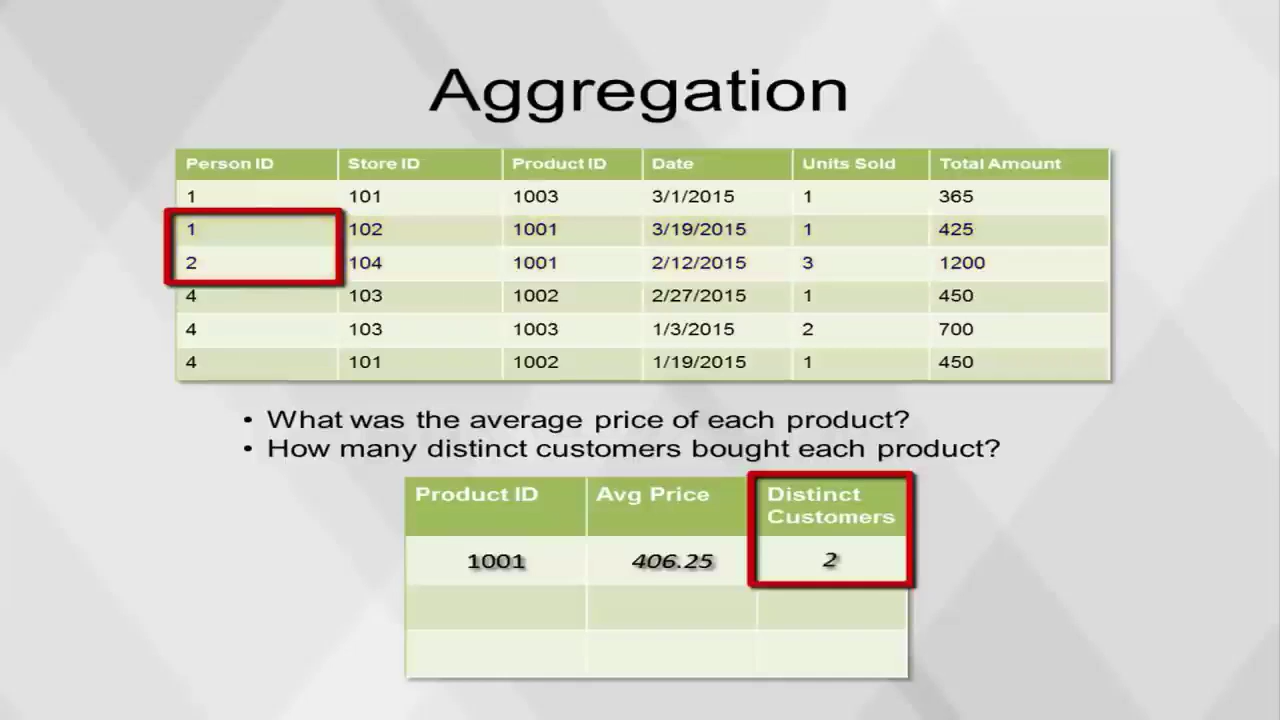 Aggregation
Person ID Store ID Product ID Date Units Sold Total Amount
1 101 1003 3/1/2015 1 365
1 102 1001 3/19/2015 1 425
2 104 1001 2/12/2015 3 1200
4 103 1002 2/27/2015 1 450
4 103 1003 1/3/2015 2 700
4 101 1002 1/19/2015 1 450
• What was the average price of each product?
• How many distinct customers bought each product?
Product ID Avg Price Distinct
Customers
1001 406.25 2